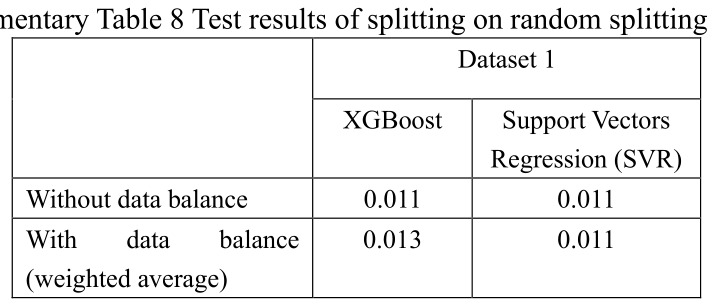 mentary Table 8 Test results of splitting on random splitting
Dataset 1
XGBoost Support Vectors
Regression (SVR)
Without data balance 0.011 0.011
With data balance 0.013 0.011
(weighted average)